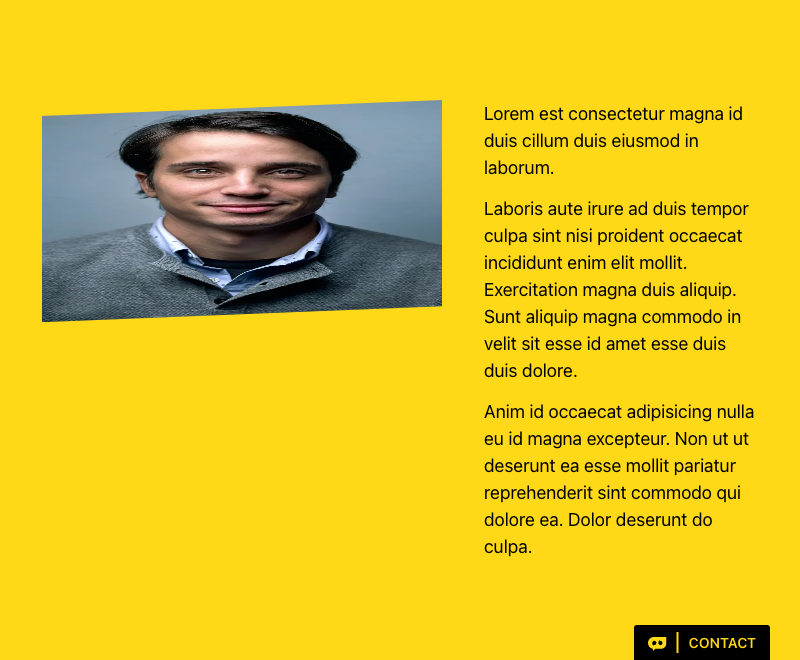 Lorem est consectetur magna id
duis cillum duis eiusmod in
laborum.
Laboris aute irure ad duis tempor
culpa sint nisi proident occaecat
incididunt enim elit mollit.
Exercitation magna duis aliquip.
Sunt aliquip magna commodo in
velit sit esse id amet esse duis
duis dolore.
Anim id occaecat adipisicing nulla
eu id magna excepteur. Non ut ut
deserunt ea esse mollit pariatur
reprehenderit sint commodo qui
dolore ea. Dolor deserunt do
culpa.
CONTACT